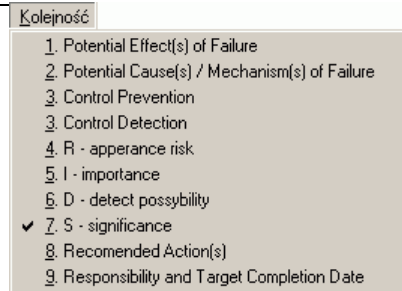 Kolejność
1. Potential Effect(s) of Failure
2. Potential Cause(s) / Mechanism(s) of Failure
3. Control Prevention
3. Control Detection
4. R - apperance risk
5. I - importance
6. D - detect possybility
7. S - significance
8. Recomended Action(s)
9. Responsibility and Target Completion Date